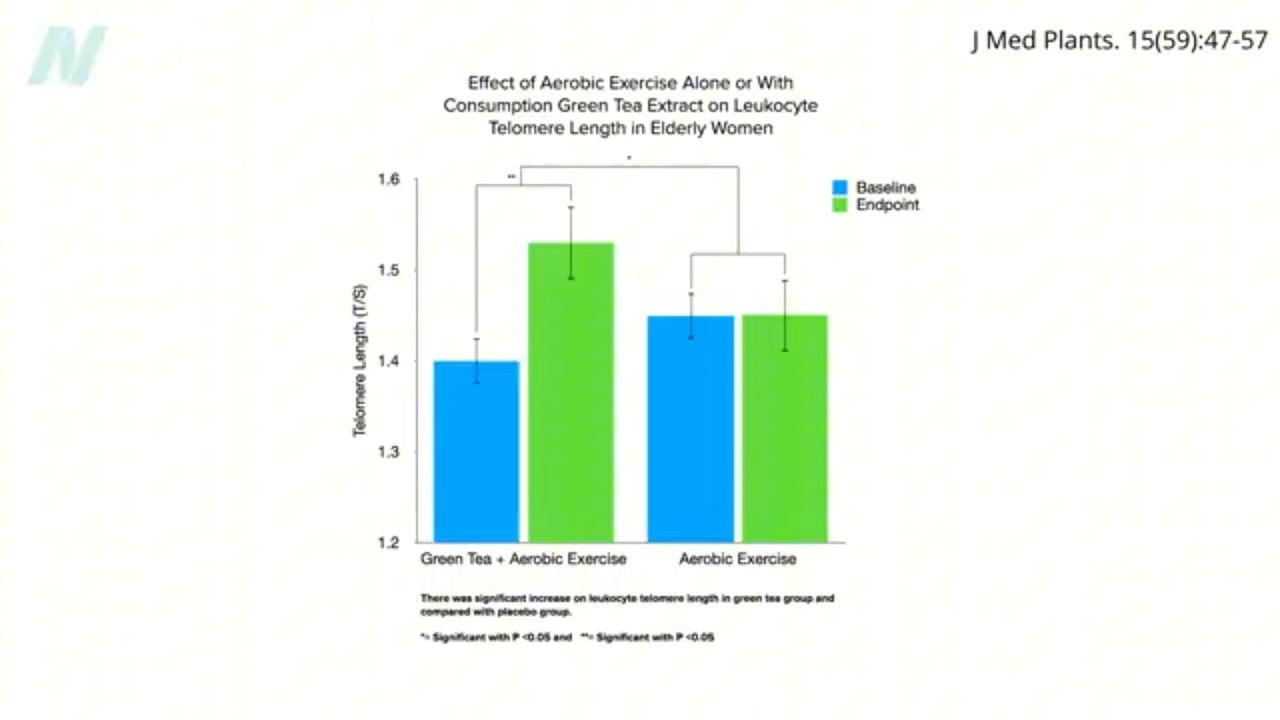 N
J Med Plants. 15(59):47-57
Effect of Aerobic Exercise Alone or With
Consumption Green Tea Extract on Leukocyte
Telomere Length in Elderly Women
*
**
1.6
1.5
1.4
1.3
1.2
Telomere Length (T/S)
Baseline
Endpoint
Green Tea + Aerobic Exercise
Aerobic Exercise
There was significant increase on leukocyte telomere length in green tea group and
compared with placebo group.
*= Significant with P <0.05 and **= Significant with P <0.05